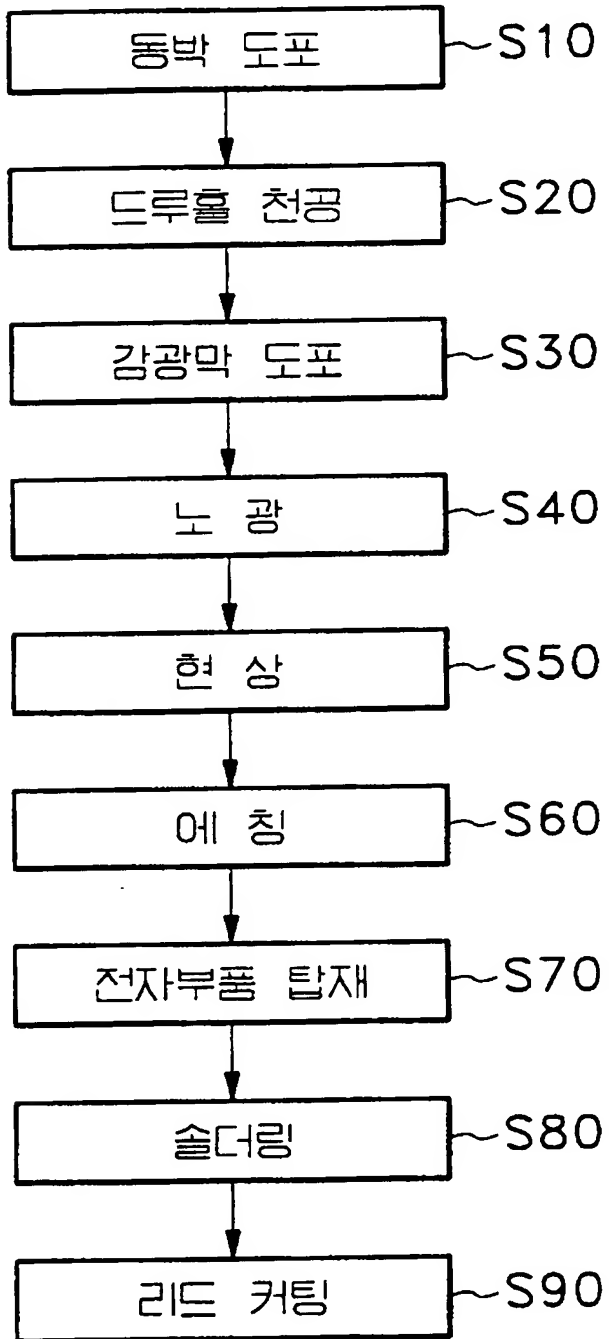 동박 도포 S10
드루홀 천공 S20
감광막 도포 S30
노 광 S40
현 상 S50
에 칭 S60
전자부품 탑재 S70
솔더링 S80
리드 커팅 S90